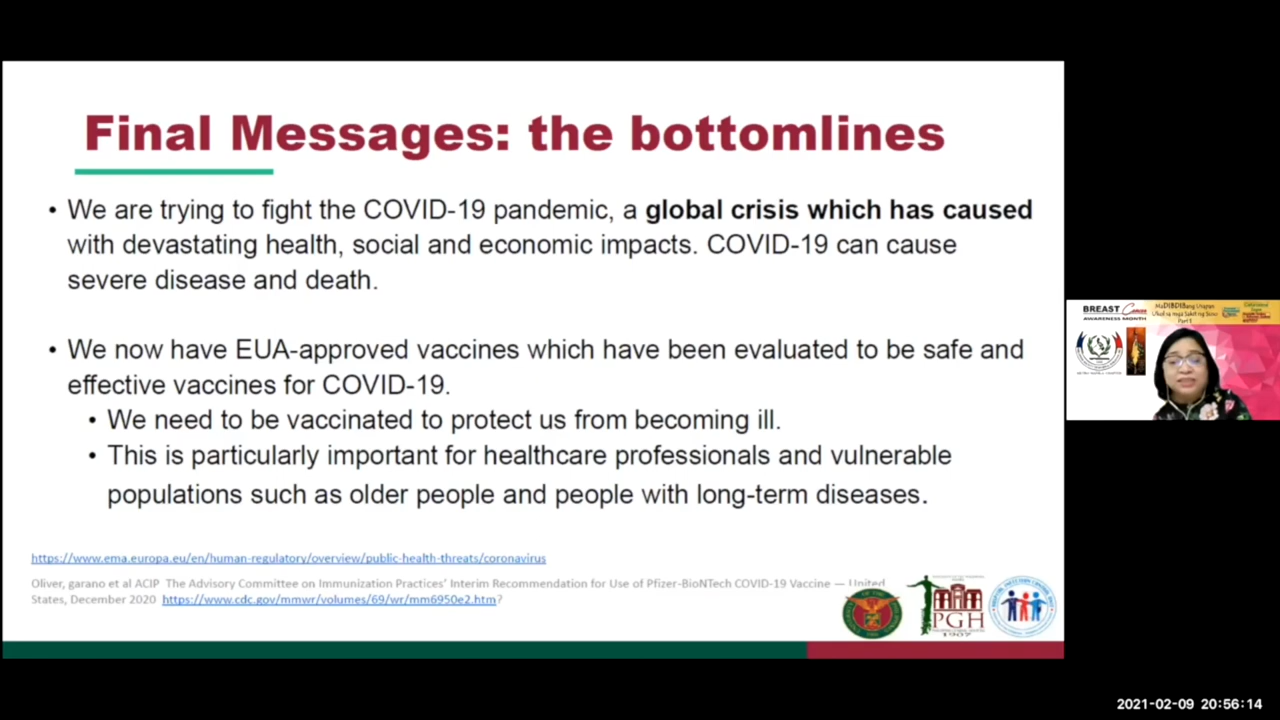 Final Messages: the bottomlines
• We are trying to fight the COVID-19 pandemic, a global crisis which has caused
with devastating health, social and economic impacts. COVID-19 can cause
severe disease and death.
• We now have EUA-approved vaccines which have been evaluated to be safe and
effective vaccines for COVID-19.
• We need to be vaccinated to protect us from becoming ill.
• This is particularly important for healthcare professionals and vulnerable
populations such as older people and people with long-term diseases.
https://www.ema.europa.eu/en/human-regulatory/overview/public-health-threats/coronavirus
Oliver, garano et al ACIP The Advisory Committee on Immunization Practices' Interim Recommendation for Use of Pfizer-BioNTech COVID-19 Vaccine — United
States, December 2020 https://www.cdc.gov/mmwr/volumes/69/wr/mm6950e2.htm?
PGH
1907
BREAST
AWARENESS MONTH
Part 1
2021-02-09 20:56:14